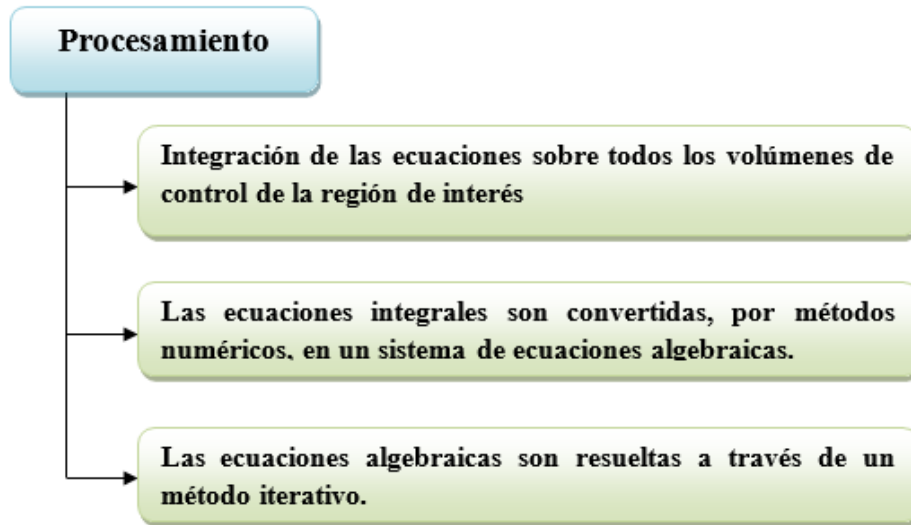 Procesamiento
Integración de las ecuaciones sobre todos los volúmenes de
control de la región de interés
Las ecuaciones integrales son convertidas, por métodos
numéricos, en un sistema de ecuaciones algebraicas.
Las ecuaciones algebraicas son resueltas a través de un
método iterativo.